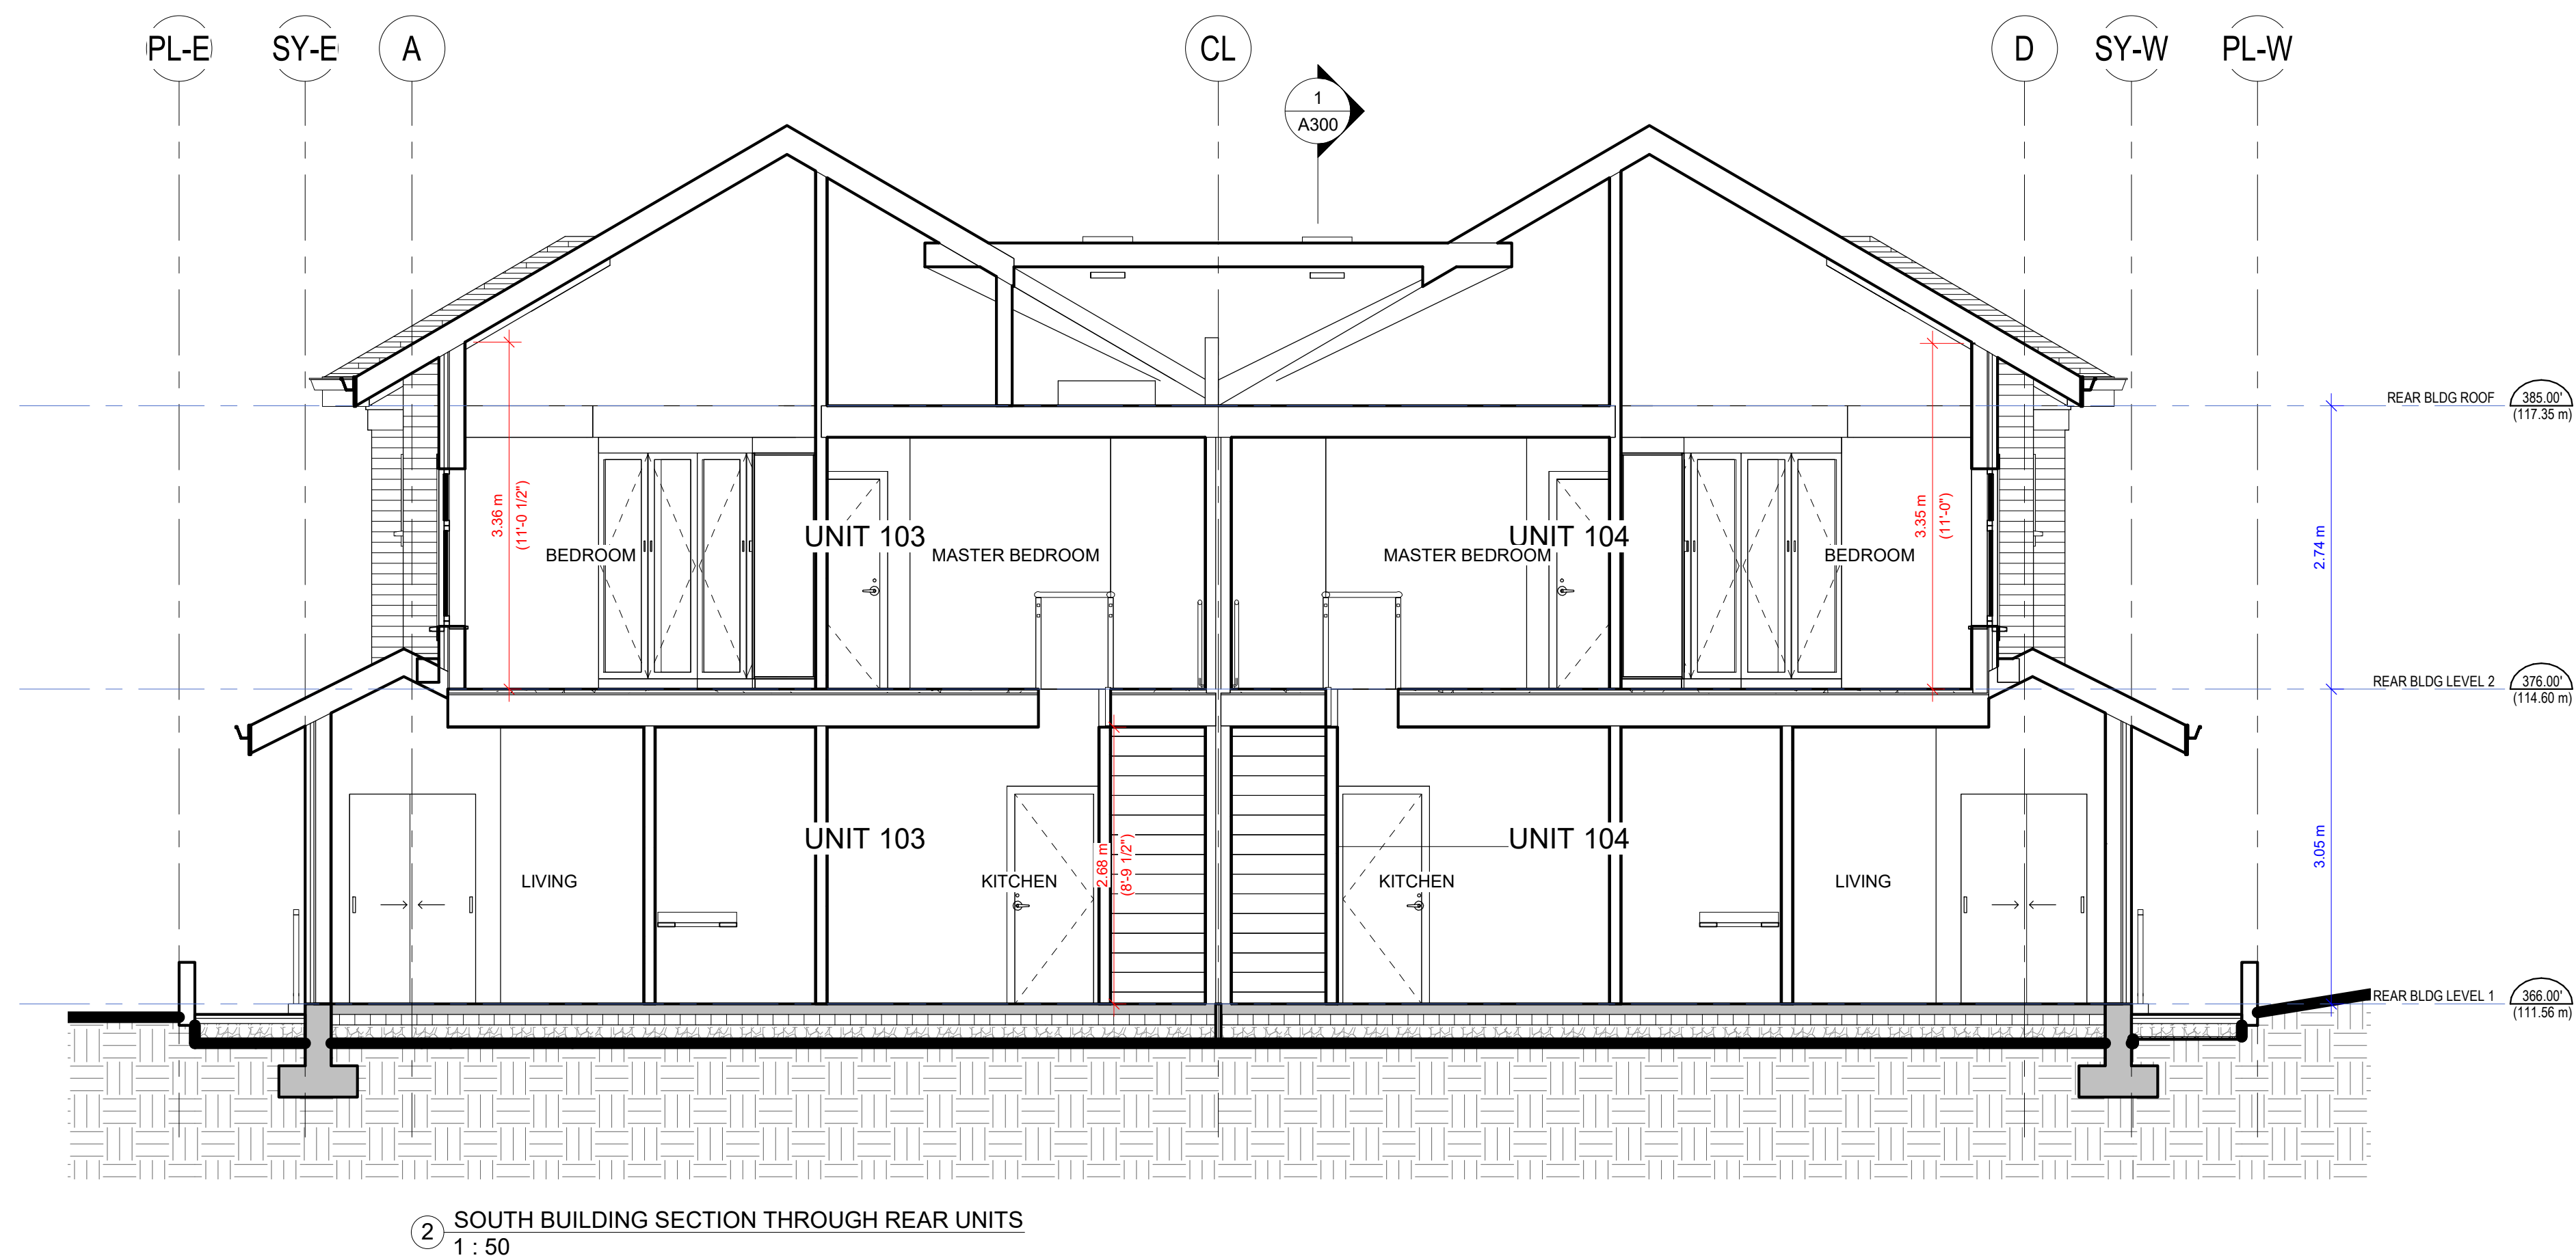 PL-E
SY-E
A
CL
D
SY-W
PL-W
1
A300
REAR BLDG ROOF
385.00'
(117.35 m)
3.36 m
(11'-0 1/2")
3.35 m
(11'-0")
2.74 m
UNIT 103
UNIT 104
BEDROOM
MASTER BEDROOM
MASTER BEDROOM
BEDROOM
REAR BLDG LEVEL 2
376.00'
(114.60 m)
UNIT 103
UNIT 104
2.68 m
(8'-9 1/2")
3.05 m
LIVING
KITCHEN
KITCHEN
LIVING
REAR BLDG LEVEL 1
366.00'
(111.56 m)
2
SOUTH BUILDING SECTION THROUGH REAR UNITS
1 : 50